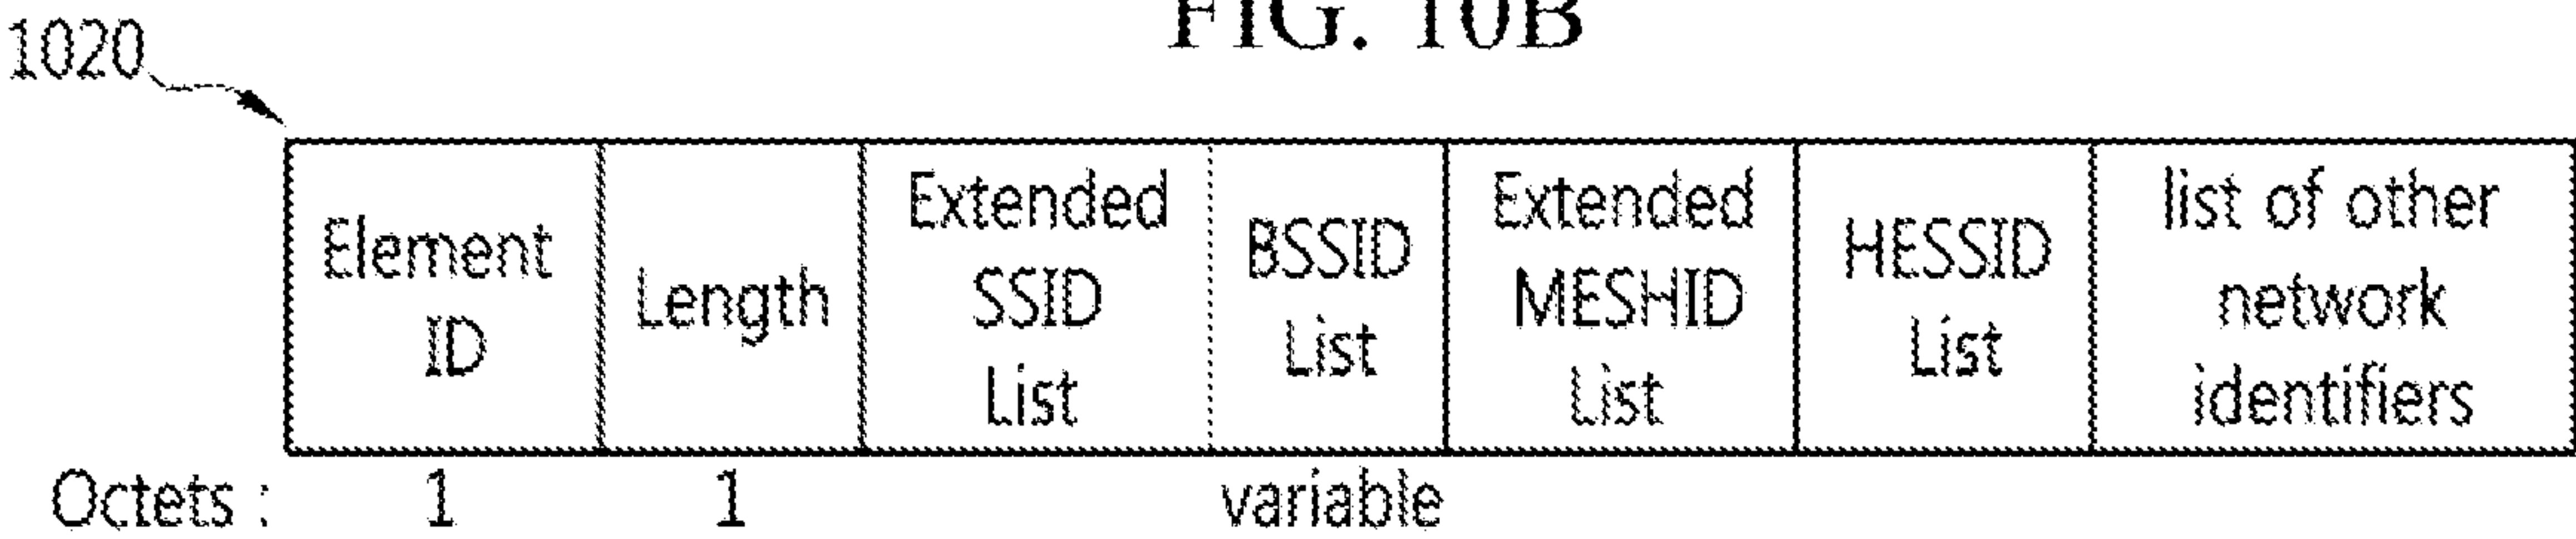 FIG. 10B
1020
Element
ID
Length
Extended
SSID
List
BSSID
List
Extended
MESHID
List
HESSID
List
list of other
network
identifiers
Octets : 1 1 variable